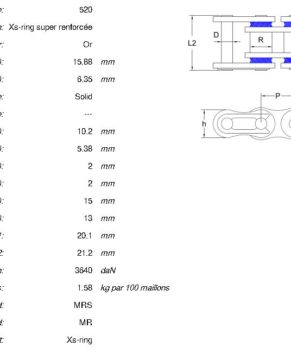 520
Xs-ring super renforcée
Or
15.88 mm
6.35 mm
Solid
---
10.2 mm
5.38 mm
2 mm
2 mm
15 mm
13 mm
20.1 mm
21.2 mm
3640 daN
1.58 kg par 100 maillons
MRS
MR
Xs-ring
L2
D
R
P
h